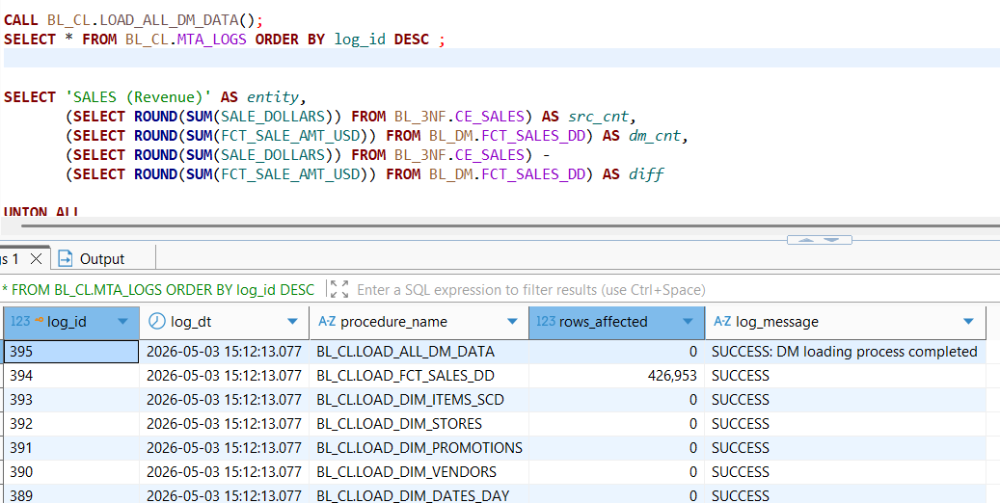 CALL BL_CL.LOAD_ALL_DM_DATA();
SELECT * FROM BL_CL.MTA_LOGS ORDER BY log_id DESC ;
SELECT 'SALES (Revenue)' AS entity,
(SELECT ROUND(SUM(SALE_DOLLARS)) FROM BL_3NF.CE_SALES) AS src_cnt,
(SELECT ROUND(SUM(FCT_SALE_AMT_USD)) FROM BL_DM.FCT_SALES_DD) AS dm_cnt,
(SELECT ROUND(SUM(SALE_DOLLARS)) FROM BL_3NF.CE_SALES) -
(SELECT ROUND(SUM(FCT_SALE_AMT_USD)) FROM BL_DM.FCT_SALES_DD) AS diff
UNION ALL
s 1 Output
* FROM BL_CL.MTA_LOGS ORDER BY log_id DESC Enter a SQL expression to filter results (use Ctrl+Space)
123 log_id log_dt A-Z procedure_name 123 rows_affected A-Z log_message
395 2026-05-03 15:12:13.077 BL_CL.LOAD_ALL_DM_DATA 0 SUCCESS: DM loading process completed
394 2026-05-03 15:12:13.077 BL_CL.LOAD_FCT_SALES_DD 426,953 SUCCESS
393 2026-05-03 15:12:13.077 BL_CL.LOAD_DIM_ITEMS_SCD 0 SUCCESS
392 2026-05-03 15:12:13.077 BL_CL.LOAD_DIM_STORES 0 SUCCESS
391 2026-05-03 15:12:13.077 BL_CL.LOAD_DIM_PROMOTIONS 0 SUCCESS
390 2026-05-03 15:12:13.077 BL_CL.LOAD_DIM_VENDORS 0 SUCCESS
389 2026-05-03 15:12:13.077 BL_CL.LOAD_DIM_DATES_DAY 0 SUCCESS